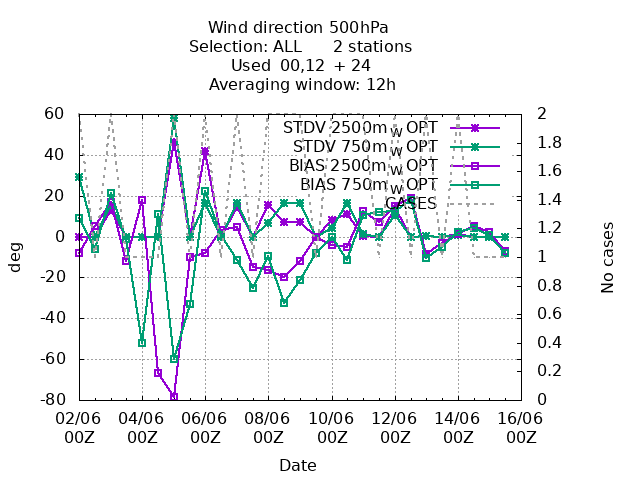 Wind direction 500hPa
Selection: ALL 2 stations
Used 00,12 + 24
Averaging window: 12h
STDV 2500m_W OPT
STDV 750m_W OPT
BIAS 2500m_W OPT
BIAS 750m_W OPT
CASES
deg
60
40
20
0
-20
-40
-60
-80
No cases
2
1.8
1.6
1.4
1.2
1
0.8
0.6
0.4
0.2
0
02/06 04/06 06/06 08/06 10/06 12/06 14/06 16/06
00Z 00Z 00Z 00Z 00Z 00Z 00Z 00Z
Date